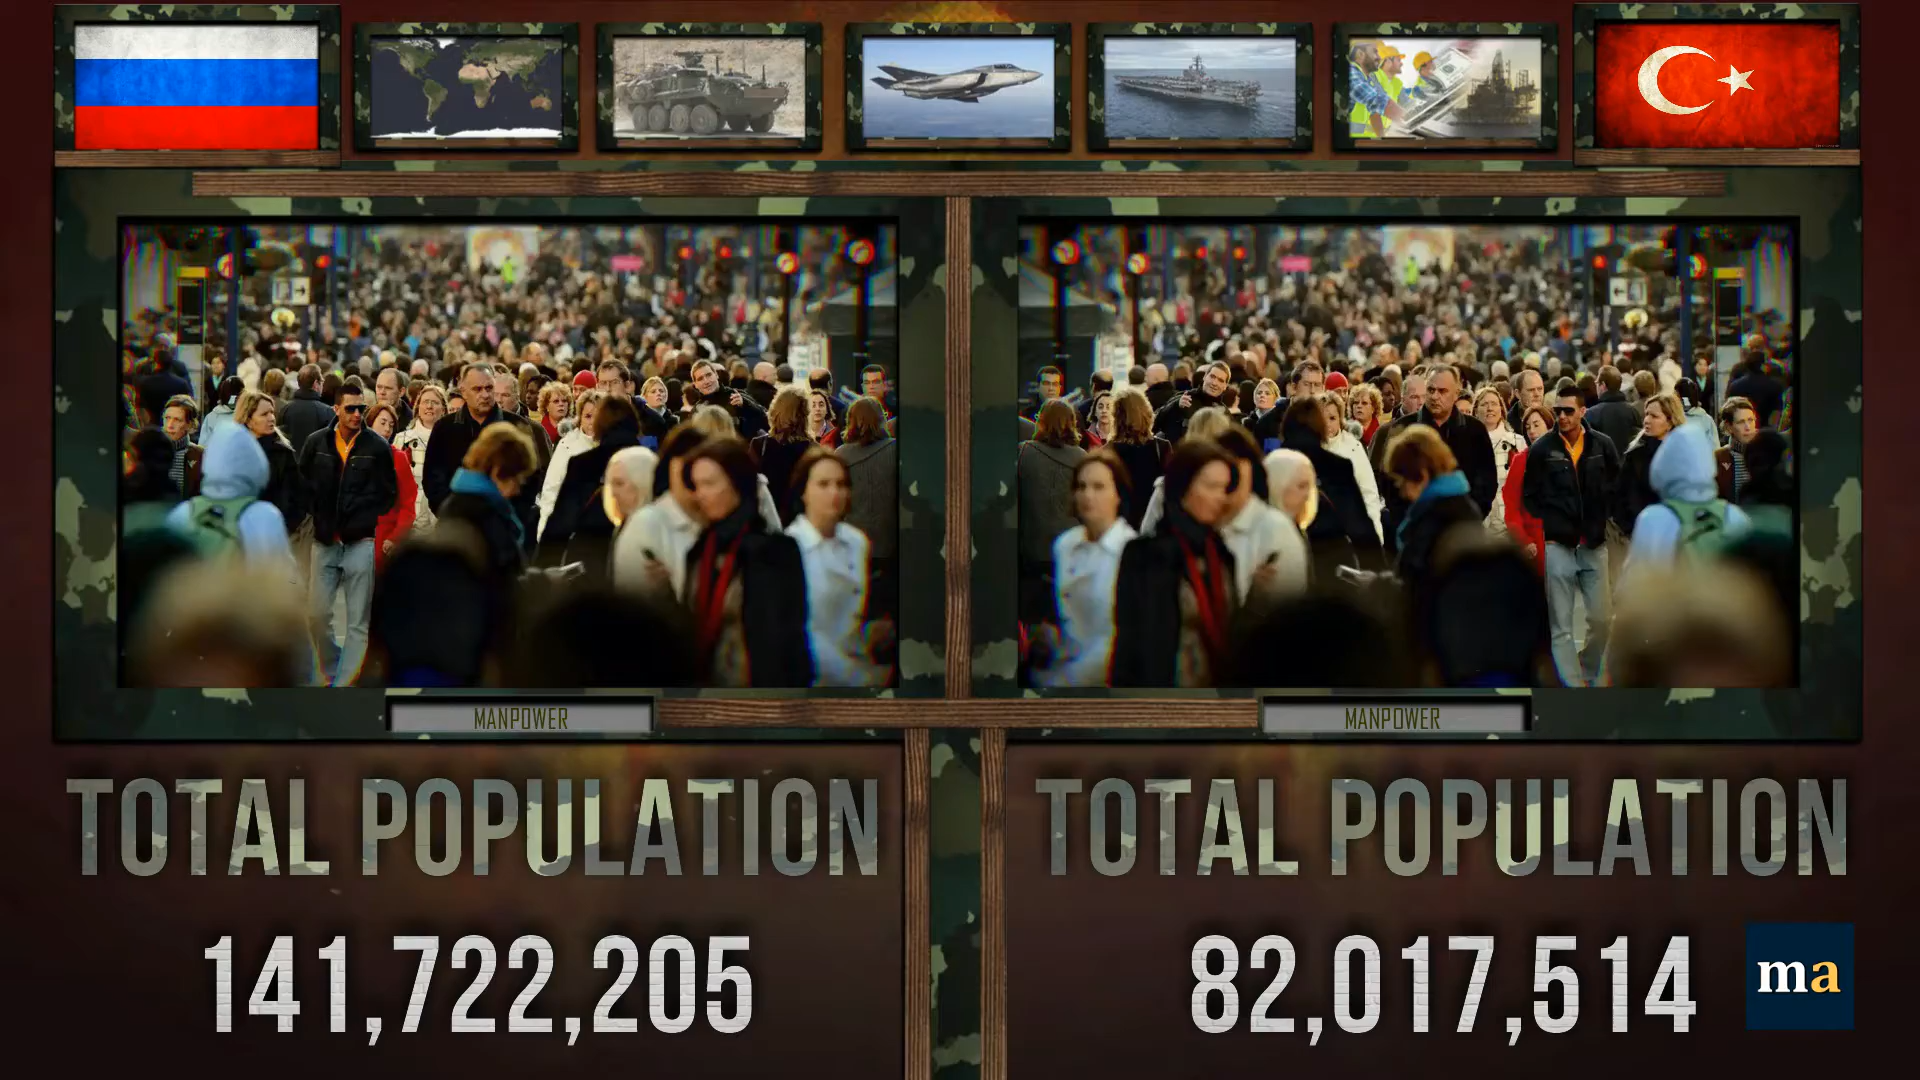 MANPOWER
MANPOWER
TOTAL POPULATION
TOTAL POPULATION
141,722,205
82,017,514
ma